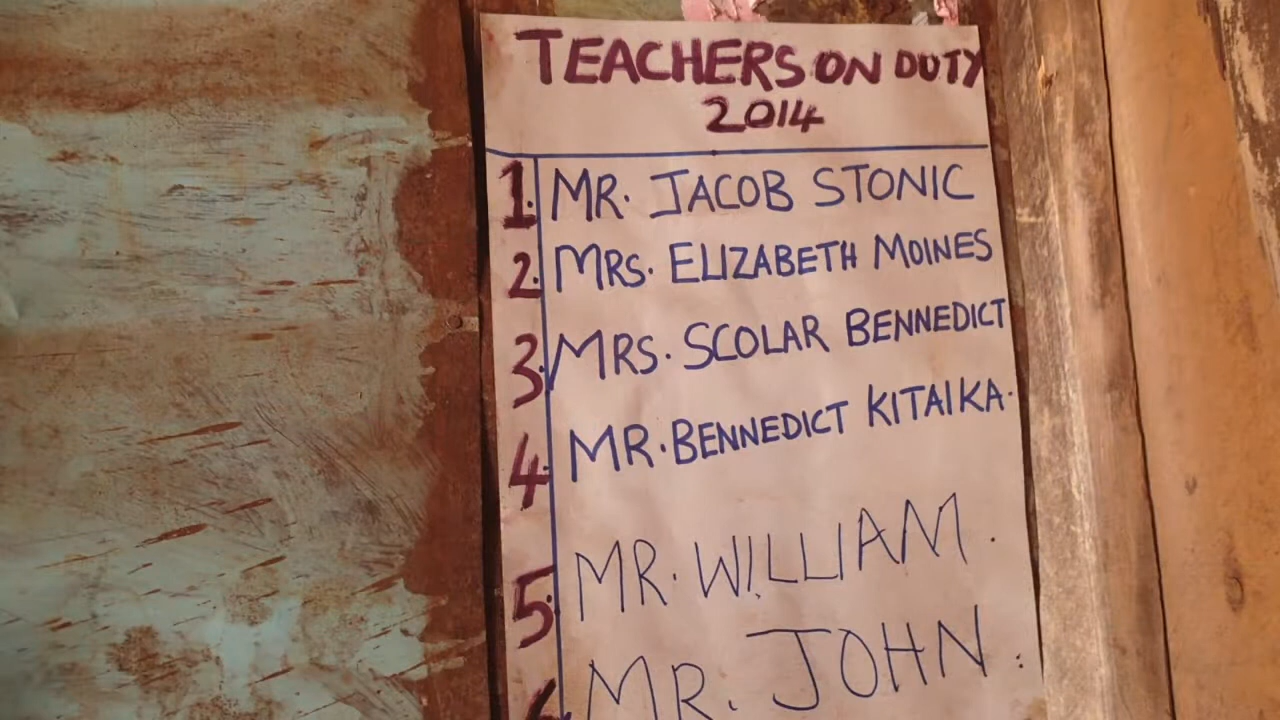 TEACHERS ON DUTY
2014
1. MR. JACOB STONIC
2. MRS. ELIZABETH MOINES
3. MRS. SCOLAR BENNEDICT
4. MR. BENNEDICT KITAIKA.
5. MR. WILLIAM.
6 MR. JOHN.